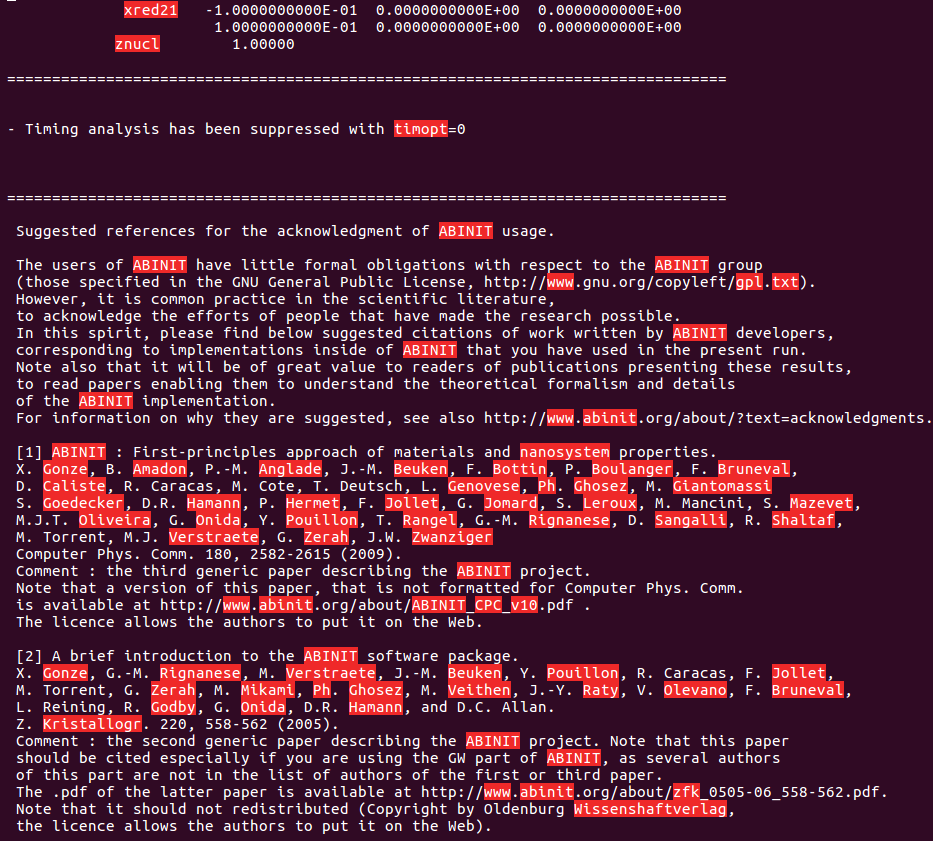 xred21 -1.0000000000E-01 0.0000000000E+00 0.0000000000E+00
1.0000000000E-01 0.0000000000E+00 0.0000000000E+00
znucl 1.00000
================================================================================
- Timing analysis has been suppressed with timopt=0
================================================================================
Suggested references for the acknowledgment of ABINIT usage.
The users of ABINIT have little formal obligations with respect to the ABINIT group
(those specified in the GNU General Public License, http://www.gnu.org/copyleft/gpl.txt).
However, it is common practice in the scientific literature,
to acknowledge the efforts of people that have made the research possible.
In this spirit, please find below suggested citations of work written by ABINIT developers,
corresponding to implementations inside of ABINIT that you have used in the present run.
Note also that it will be of great value to readers of publications presenting these results,
to read papers enabling them to understand the theoretical formalism and details
of the ABINIT implementation.
For information on why they are suggested, see also http://www.abinit.org/about/?text=acknowledgments.
[1] ABINIT : First-principles approach of materials and nanosystem properties.
X. Gonze, B. Amadon, P.-M. Anglade, J.-M. Beuken, F. Bottin, P. Boulanger, F. Bruneval,
D. Caliste, R. Caracas, M. Cote, T. Deutsch, L. Genovese, Ph. Ghosez, M. Giantomassi
S. Goedecker, D.R. Hamann, P. Hermet, F. Jollet, G. Jomard, S. Leroux, M. Mancini, S. Mazevet,
M.J.T. Oliveira, G. Onida, Y. Pouillon, T. Rangel, G.-M. Rignanese, D. Sangalli, R. Shaltaf,
M. Torrent, M.J. Verstraete, G. Zerah, J.W. Zwanziger
Computer Phys. Comm. 180, 2582-2615 (2009).
Comment : the third generic paper describing the ABINIT project.
Note that a version of this paper, that is not formatted for Computer Phys. Comm.
is available at http://www.abinit.org/about/ABINIT_CPC_v10.pdf .
The licence allows the authors to put it on the Web.
[2] A brief introduction to the ABINIT software package.
X. Gonze, G.-M. Rignanese, M. Verstraete, J.-M. Beuken, Y. Pouillon, R. Caracas, F. Jollet,
M. Torrent, G. Zerah, M. Mikami, Ph. Ghosez, M. Veithen, J.-Y. Raty, V. Olevano, F. Bruneval,
L. Reining, R. Godby, G. Onida, D.R. Hamann, and D.C. Allan.
Z. Kristallogr. 220, 558-562 (2005).
Comment : the second generic paper describing the ABINIT project. Note that this paper
should be cited especially if you are using the GW part of ABINIT, as several authors
of this part are not in the list of authors of the first or third paper.
The .pdf of the latter paper is available at http://www.abinit.org/about/zfk_0505-06_558-562.pdf.
Note that it should not redistributed (Copyright by Oldenburg Wissenshaftverlag,
the licence allows the authors to put it on the Web).